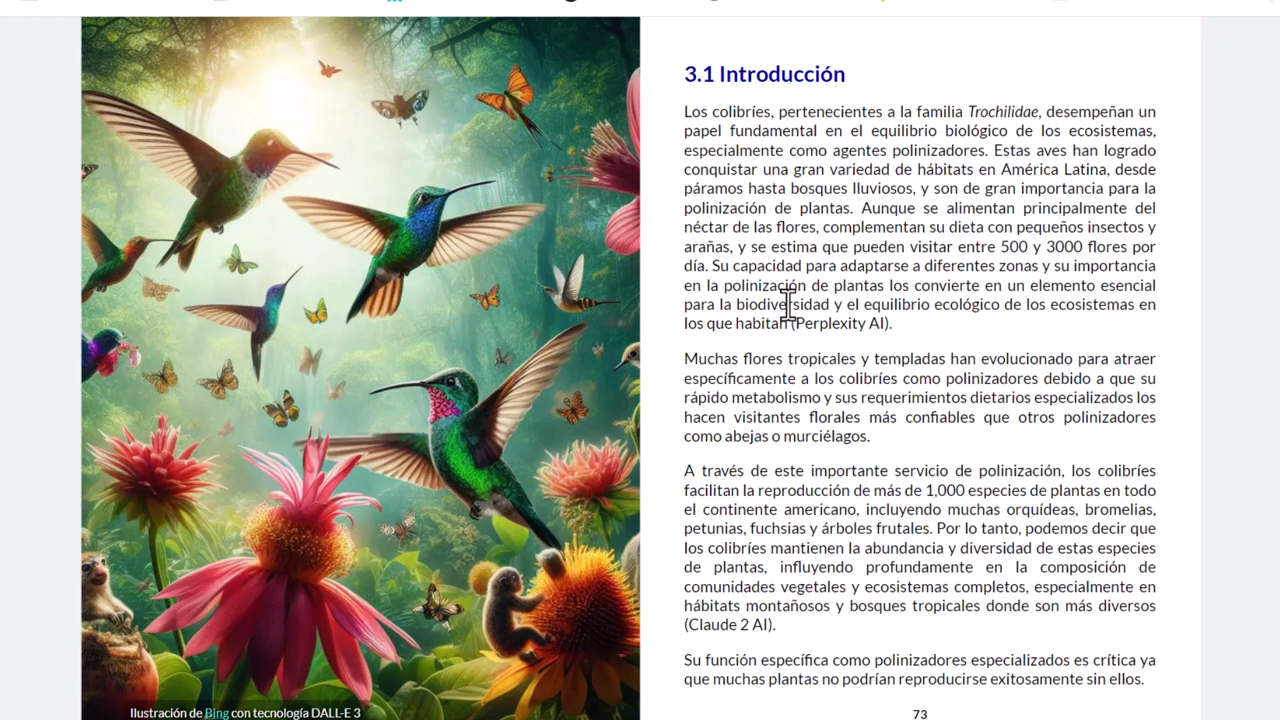 3.1 Introducción
Los colibríes, pertenecientes a la familia Trochilidae, desempeñan un
papel fundamental en el equilibrio biológico de los ecosistemas,
especialmente como agentes polinizadores. Estas aves han logrado
conquistar una gran variedad de hábitats en América Latina, desde
páramos hasta bosques lluviosos, y son de gran importancia para la
polinización de plantas. Aunque se alimentan principalmente del
néctar de las flores, complementan su dieta con pequeños insectos y
arañas, y se estima que pueden visitar entre 500 y 3000 flores por
día. Su capacidad para adaptarse a diferentes zonas y su importancia
en la polinización de plantas los convierte en un elemento esencial
para la biodiversidad y el equilibrio ecológico de los ecosistemas en
los que habitan (Perplexity AI).
Muchas flores tropicales y templadas han evolucionado para atraer
específicamente a los colibríes como polinizadores debido a que su
rápido metabolismo y sus requerimientos dietarios especializados los
hacen visitantes florales más confiables que otros polinizadores
como abejas o murciélagos.
A través de este importante servicio de polinización, los colibríes
facilitan la reproducción de más de 1,000 especies de plantas en todo
el continente americano, incluyendo muchas orquídeas, bromelias,
petunias, fuchsias y árboles frutales. Por lo tanto, podemos decir que
los colibríes mantienen la abundancia y diversidad de estas especies
de plantas, influyendo profundamente en la composición de
comunidades vegetales y ecosistemas completos, especialmente en
hábitats montañosos y bosques tropicales donde son más diversos
(Claude 2 AI).
Su función específica como polinizadores especializados es crítica ya
que muchas plantas no podrían reproducirse exitosamente sin ellos.
Ilustración de Bing con tecnología DALL-E 3
73